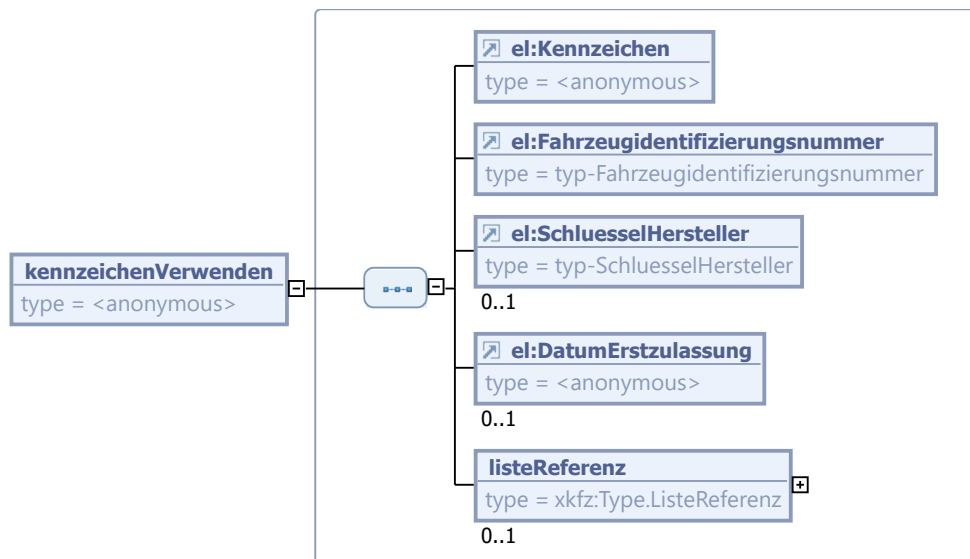 el:Kennzeichen
type = <anonymous>
el:Fahrzeugidentifizierungsnummer
type = typ-Fahrzeugidentifizierungsnummer
el:SchluesselHersteller
type = typ-SchluesselHersteller
0..1
kennzeichenVerwenden
type = <anonymous>
el:DatumErstzulassung
type = <anonymous>
0..1
listeReferenz
type = xkfz:Type.ListeReferenz
0..1